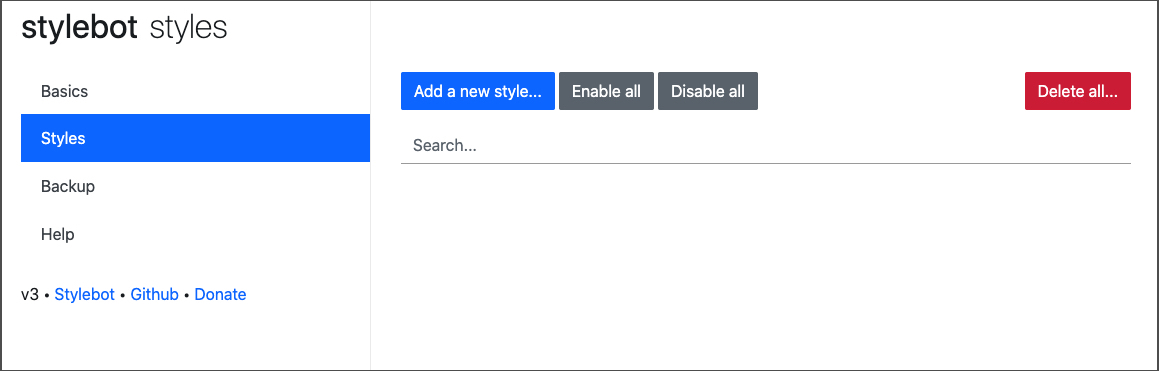 stylebot styles
Basics
Styles
Backup
Help
v3 • Stylebot • Github • Donate
Add a new style... Enable all Disable all Delete all...
Search...